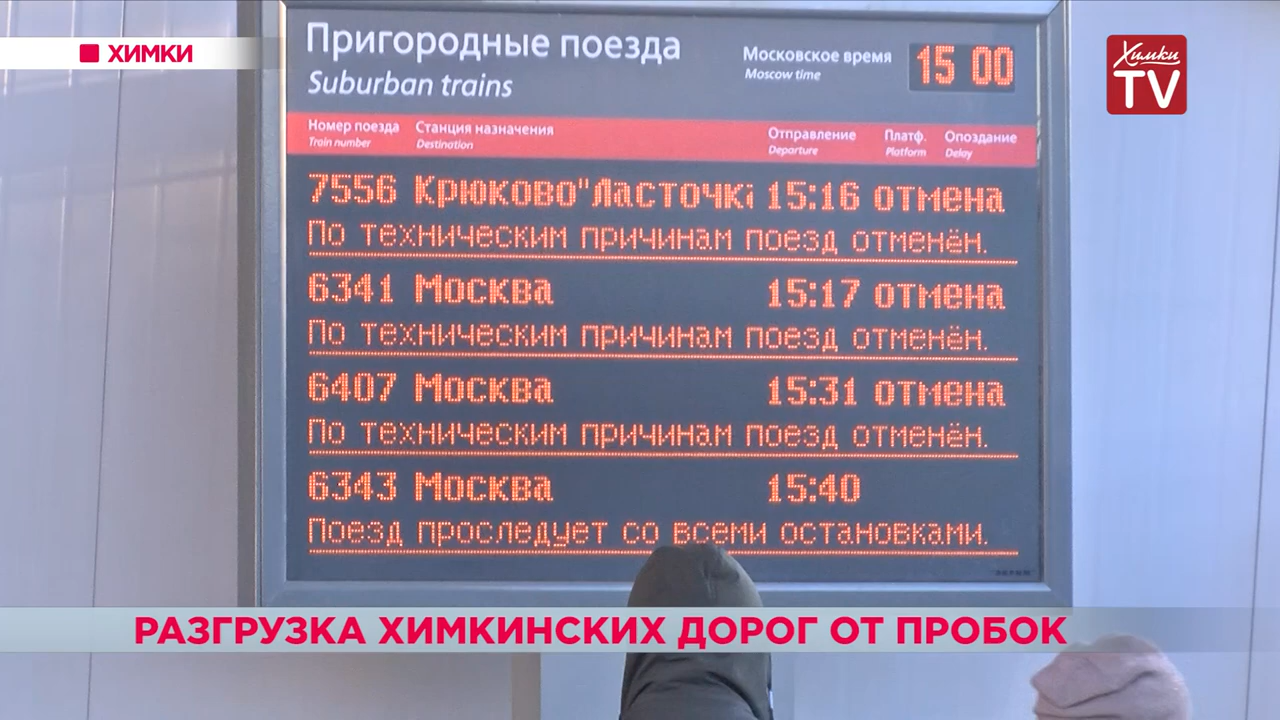 ХИМКИ
Химки
TV
Пригородные поезда
Suburban trains
Московское время
Moscow time
15 00
Номер поезда Станция назначения Отправление Платф. Опоздание
Train number Destination Departure Platform Delay
7556 Крюково"Ласточка 15:16 отмена
По техническим причинам поезд отменён.
6341 Москва 15:17 отмена
По техническим причинам поезд отменён.
6407 Москва 15:31 отмена
По техническим причинам поезд отменён.
6343 Москва 15:40
Поезд проследует со всеми остановками.
РАЗГРУЗКА ХИМКИНСКИХ ДОРОГ ОТ ПРОБОК